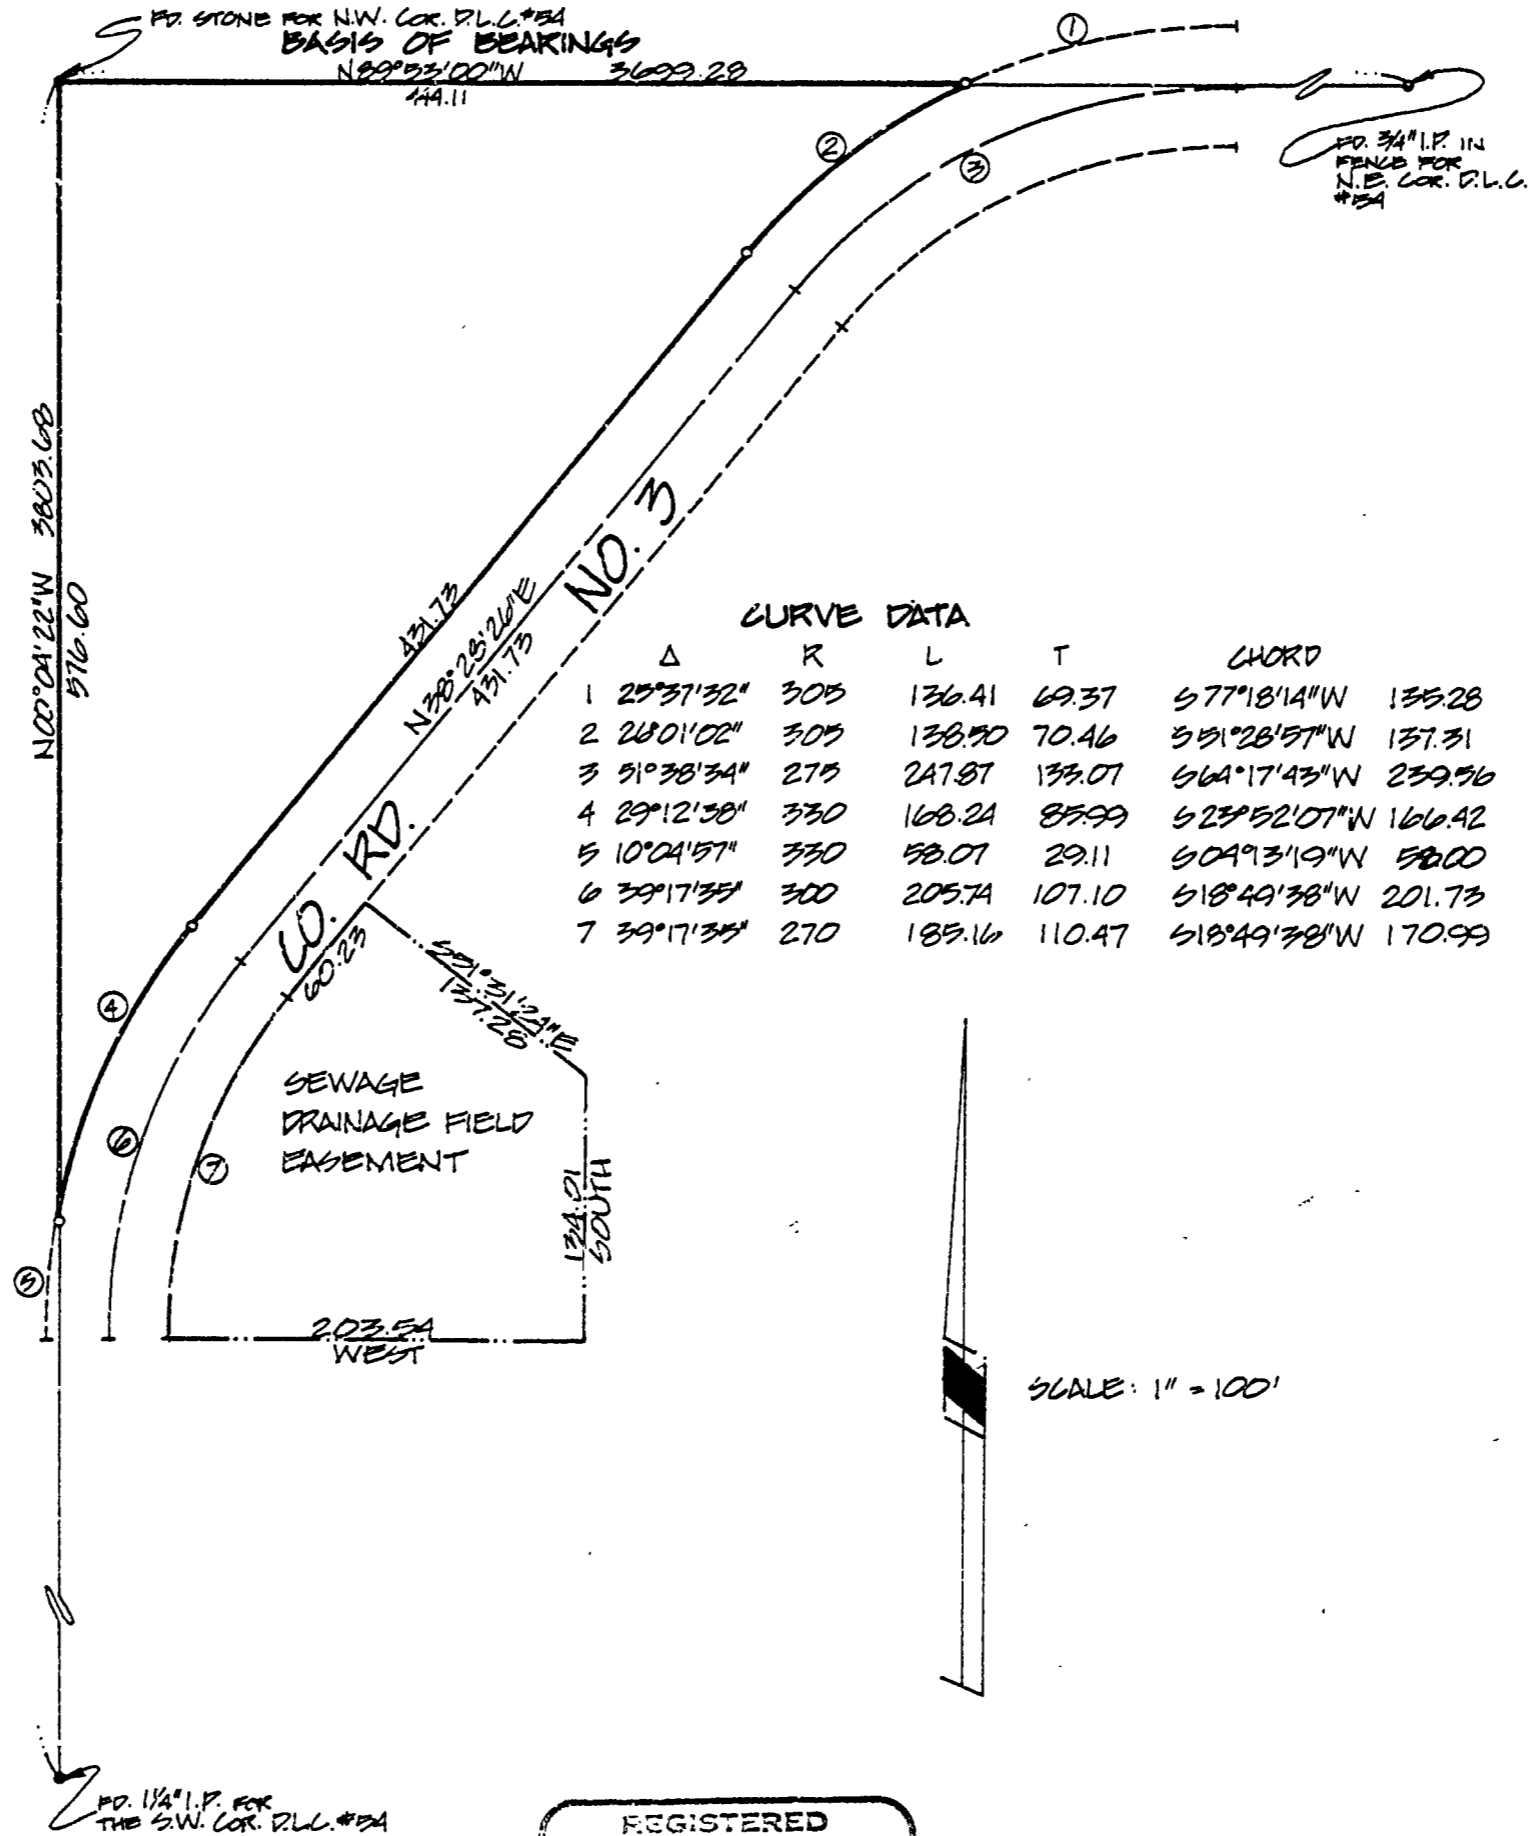 FD. STONE FOR N.W. COR. D.L.C. #54
BASIS OF BEARINGS
N89°53'00"W 3699.28
444.11
①
②
③
FD. 3/4" I.P. IN
FENCE FOR
N.E. COR. D.L.C.
#54
N00°04'22"W 3803.68
576.60
431.73
N38°28'26"E
431.73
CO. RD. NO. 3
CURVE DATA
Δ R L T CHORD
1 25°37'32" 305 136.41 69.37 S77°18'14"W 135.28
2 26°01'02" 305 138.50 70.46 S51°28'57"W 137.31
3 51°38'34" 275 247.87 133.07 S64°17'43"W 239.56
4 29°12'38" 330 168.24 85.99 S23°52'07"W 166.42
5 10°04'57" 330 58.07 29.11 S04°13'19"W 58.00
6 39°17'35" 300 205.74 107.10 S18°49'38"W 201.73
7 39°17'35" 270 185.16 110.47 S18°49'38"W 170.99
60.23
S51°31'24"E
137.28
④
SEWAGE
DRAINAGE FIELD
EASEMENT
⑥
⑦
134.01
SOUTH
⑤
203.54
WEST
SCALE: 1" = 100'
FD. 1 1/4" I.P. FOR
THE S.W. COR. D.L.C. #54
REGISTERED